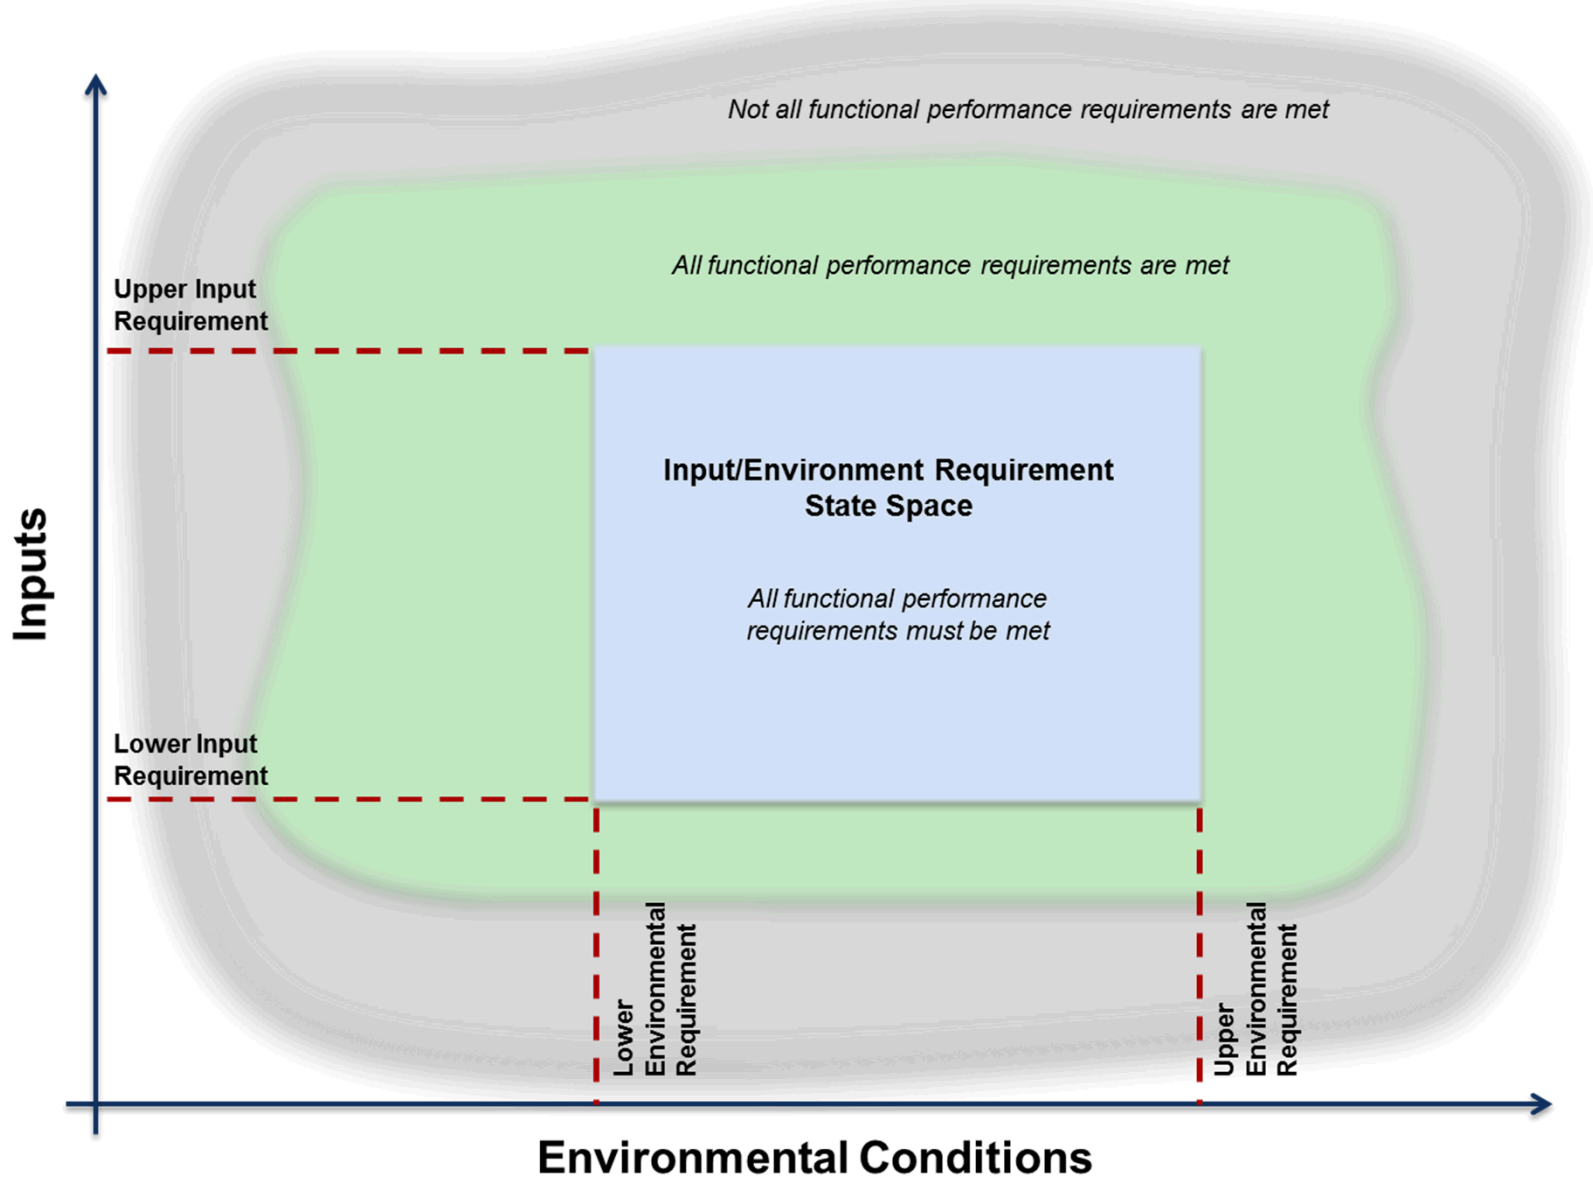 Not all functional performance requirements are met
All functional performance requirements are met
Upper Input
Requirement
Input/Environment Requirement
State Space
All functional performance
requirements must be met
Inputs
Lower Input
Requirement
Lower
Environmental
Requirement
Upper
Environmental
Requirement
Environmental Conditions